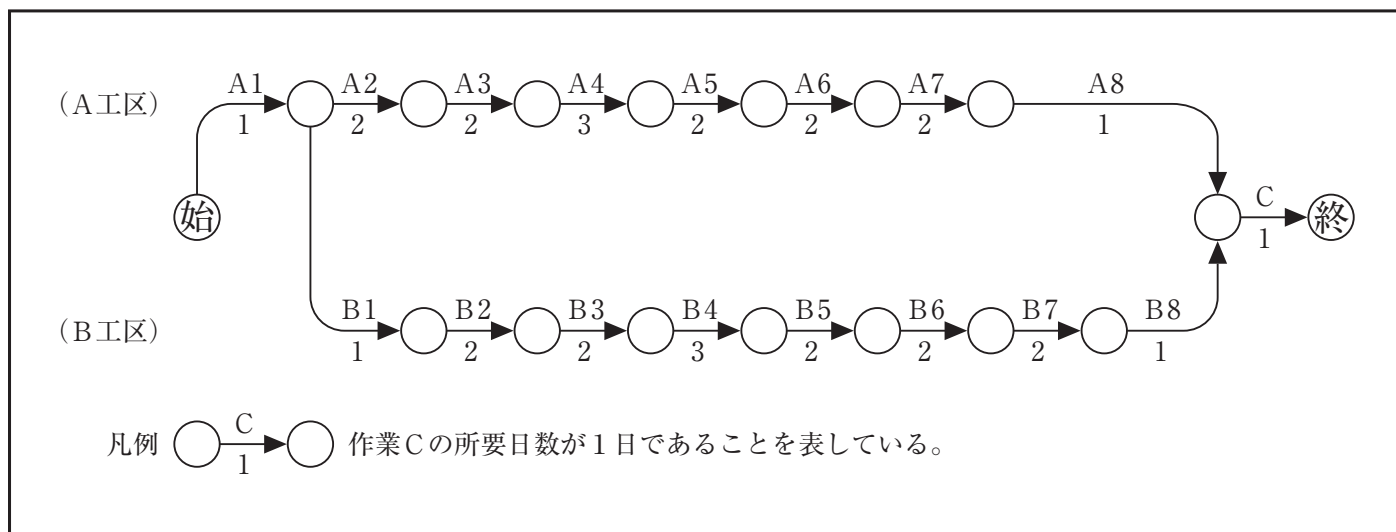 A1 A2 A3 A4 A5 A6 A7 A8
(A工区)
1 2 2 3 2 2 2 1
始
C
終
1
B1 B2 B3 B4 B5 B6 B7 B8
(B工区)
1 2 2 3 2 2 2 1
C
凡例 作業Cの所要日数が1日であることを表している。
1